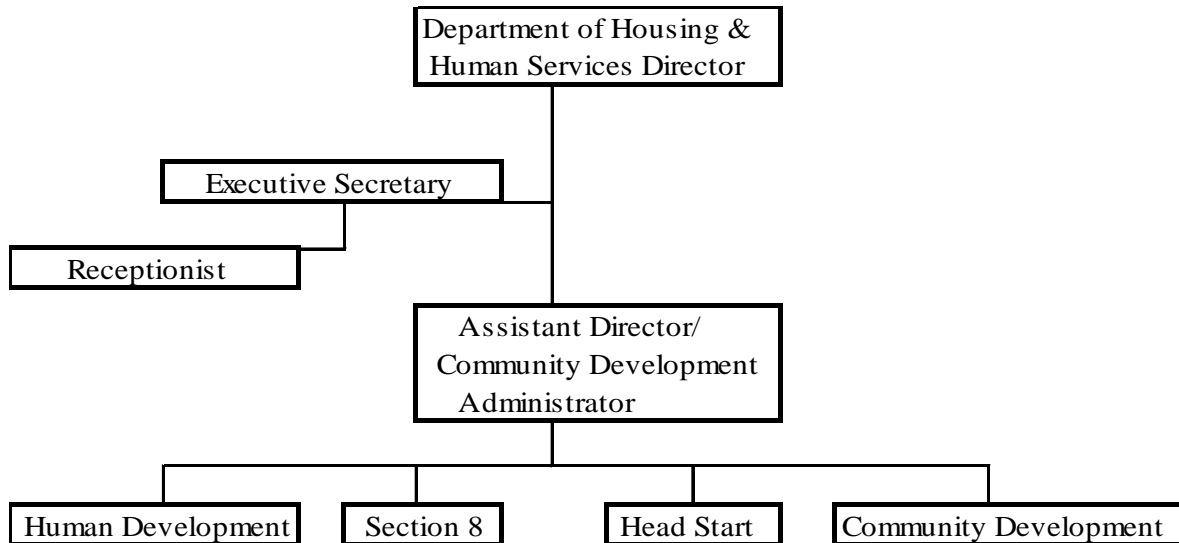 Department of Housing &
Human Services Director
Executive Secretary
Receptionist
Assistant Director/
Community Development
Administrator
Human Development
Section 8
Head Start
Community Development